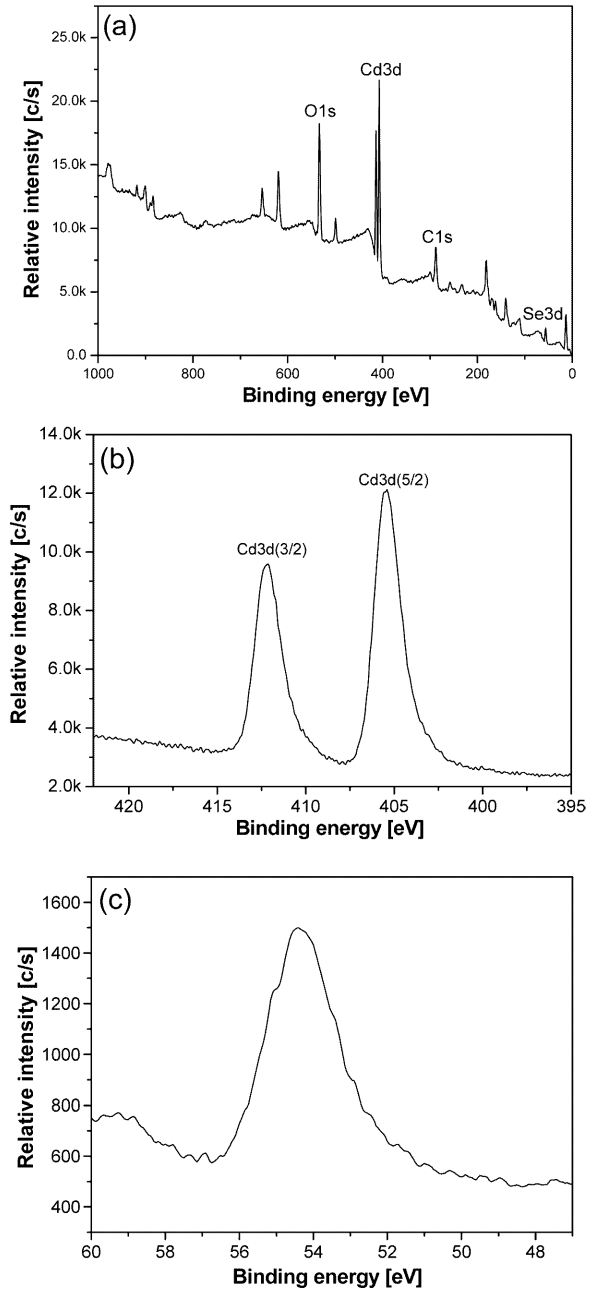 (a)
25.0k
20.0k
15.0k
10.0k
5.0k
0.0
Relative intensity [c/s]
Cd3d
O1s
C1s
Se3d
1000 800 600 400 200 0
Binding energy [eV]
(b)
14.0k
12.0k
10.0k
8.0k
6.0k
4.0k
2.0k
Relative intensity [c/s]
Cd3d(5/2)
Cd3d(3/2)
420 415 410 405 400 395
Binding energy [eV]
(c)
1600
1400
1200
1000
800
600
400
Relative intensity [c/s]
60 58 56 54 52 50 48
Binding energy [eV]